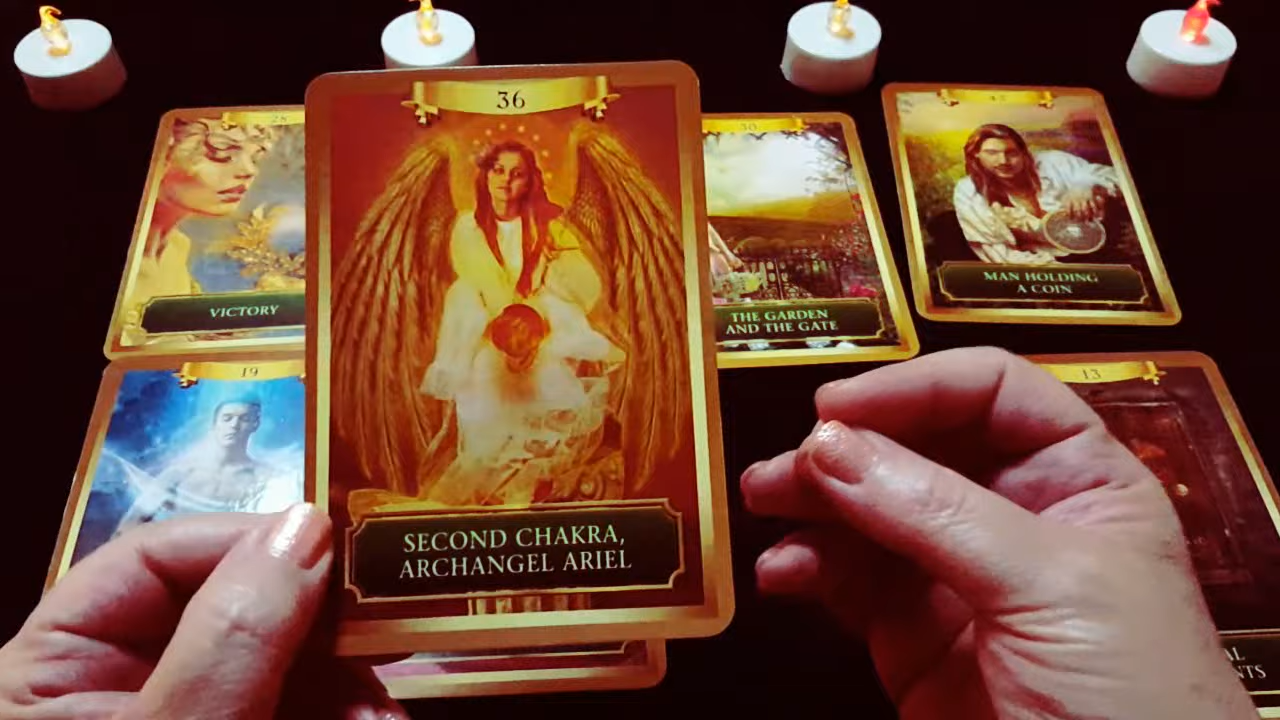 36
SECOND CHAKRA,
ARCHANGEL ARIEL
28
VICTORY
30
THE GARDEN
AND THE GATE
MAN HOLDING
A COIN
19
13